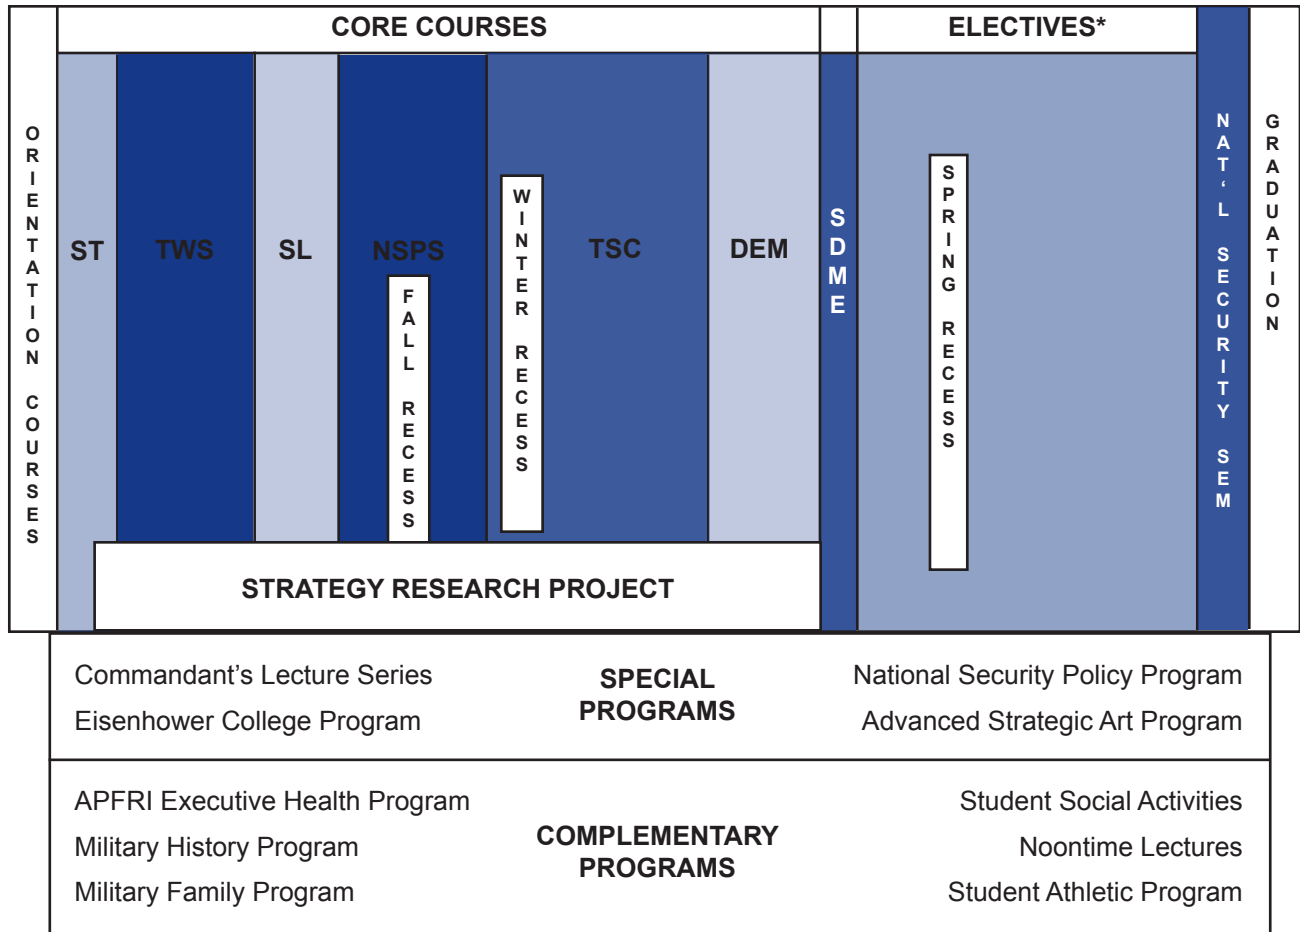 CORE COURSES
ELECTIVES*
ORIENTATION COURSES
ST
TWS
SL
NSPS
FALL RECESS
WINTER RECESS
TSC
DEM
SDME
SPRING RECESS
NAT‘L SECURITY SEM
GRADUATION
STRATEGY RESEARCH PROJECT
Commandant’s Lecture Series
Eisenhower College Program
SPECIAL
PROGRAMS
National Security Policy Program
Advanced Strategic Art Program
APFRI Executive Health Program
Military History Program
Military Family Program
COMPLEMENTARY
PROGRAMS
Student Social Activities
Noontime Lectures
Student Athletic Program